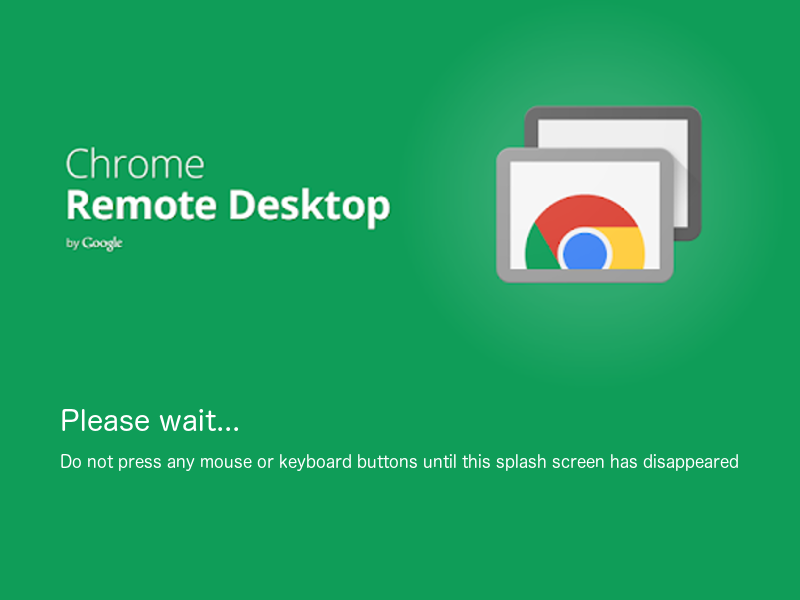 Chrome
Remote Desktop
by Google
Please wait...
Do not press any mouse or keyboard buttons until this splash screen has disappeared